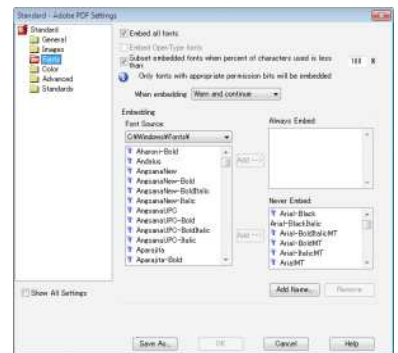 Standard - Adobe PDF Settings
Standard
General
Images
Fonts
Color
Advanced
Standards
Show All Settings
Embed all fonts
Embed OpenType fonts
Subset embedded fonts when percent of characters used is less than: 100 %
Only fonts with appropriate permission bits will be embedded
When embedding Warn and continue
Embedding
Font Source:
C:¥Windows¥Fonts¥
Aharoni-Bold
Andalus
AngsanaNew
AngsanaNew-Bold
AngsanaNew-BoldItalic
AngsanaNew-Italic
AngsanaUPC
AngsanaUPC-Bold
AngsanaUPC-BoldItalic
AngsanaUPC-Italic
Aparajita
Aparajita-Bold
Add -->
Add -->
Always Embed:
Never Embed:
Arial-Black
Arial-BlackItalic
Arial-BoldItalicMT
Arial-BoldMT
Arial-ItalicMT
ArialMT
Add Name...
Remove
Save As...
OK
Cancel
Help